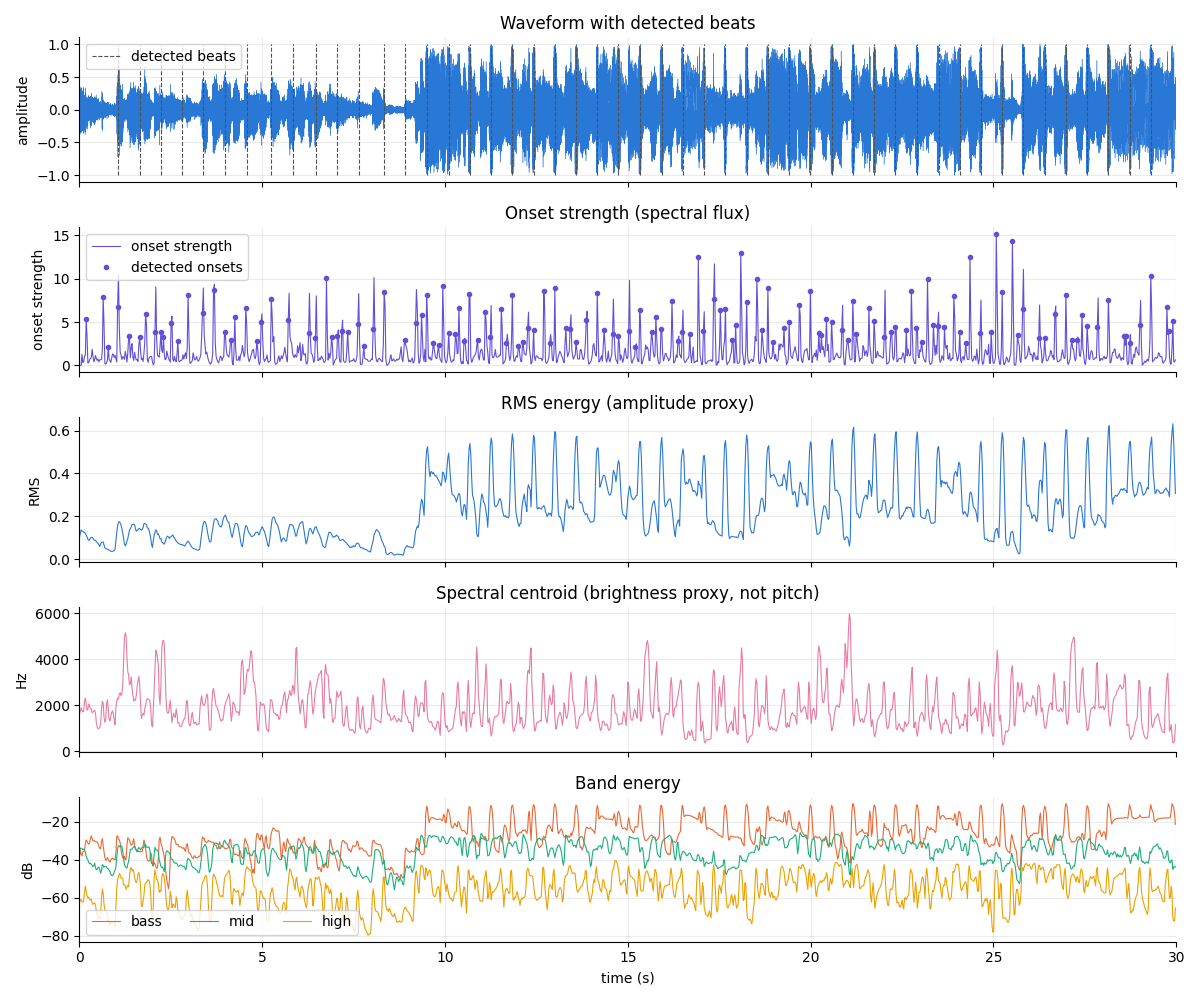 Waveform with detected beats
amplitude
1.0
0.5
0.0
−0.5
−1.0
detected beats
Onset strength (spectral flux)
onset strength
15
10
5
0
onset strength
detected onsets
RMS energy (amplitude proxy)
RMS
0.6
0.4
0.2
0.0
Spectral centroid (brightness proxy, not pitch)
Hz
6000
4000
2000
0
Band energy
dB
−20
−40
−60
−80
bass mid high
0 5 10 15 20 25 30
time (s)